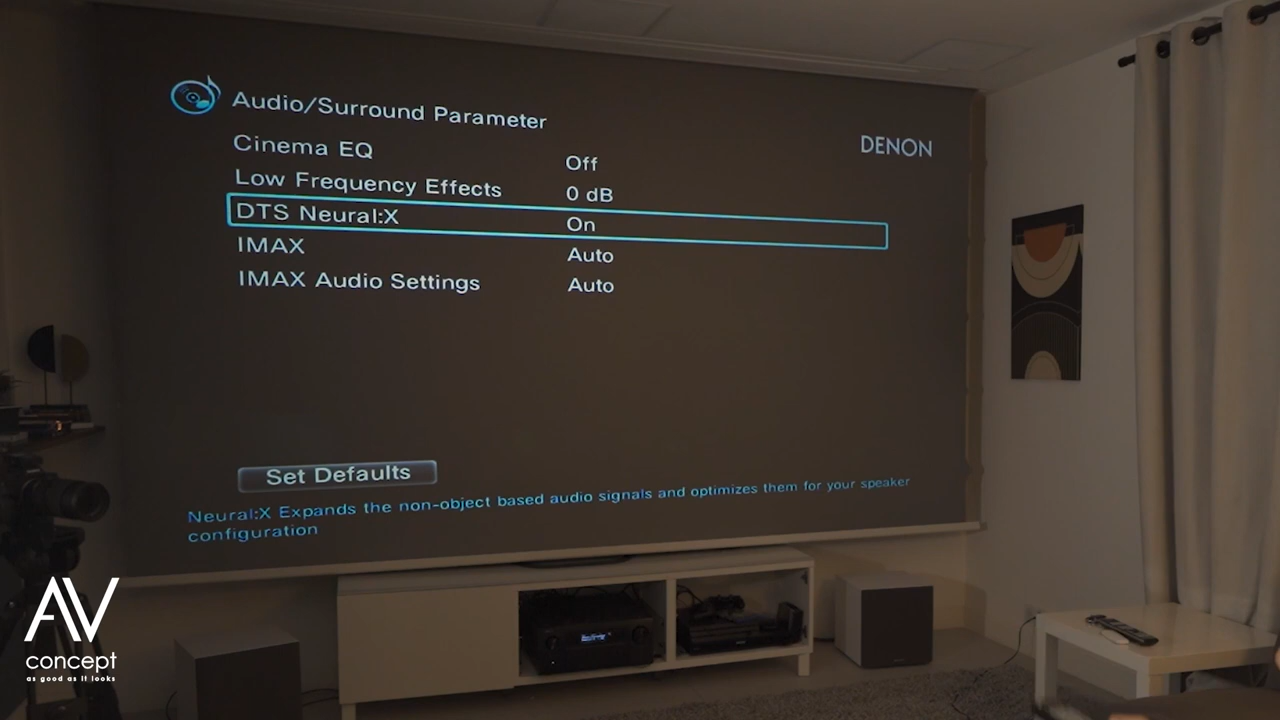 Audio/Surround Parameter
DENON
Cinema EQ Off
Low Frequency Effects 0 dB
DTS Neural:X On
IMAX Auto
IMAX Audio Settings Auto
Set Defaults
Neural:X Expands the non-object based audio signals and optimizes them for your speaker
configuration
AV
concept
as good as it looks